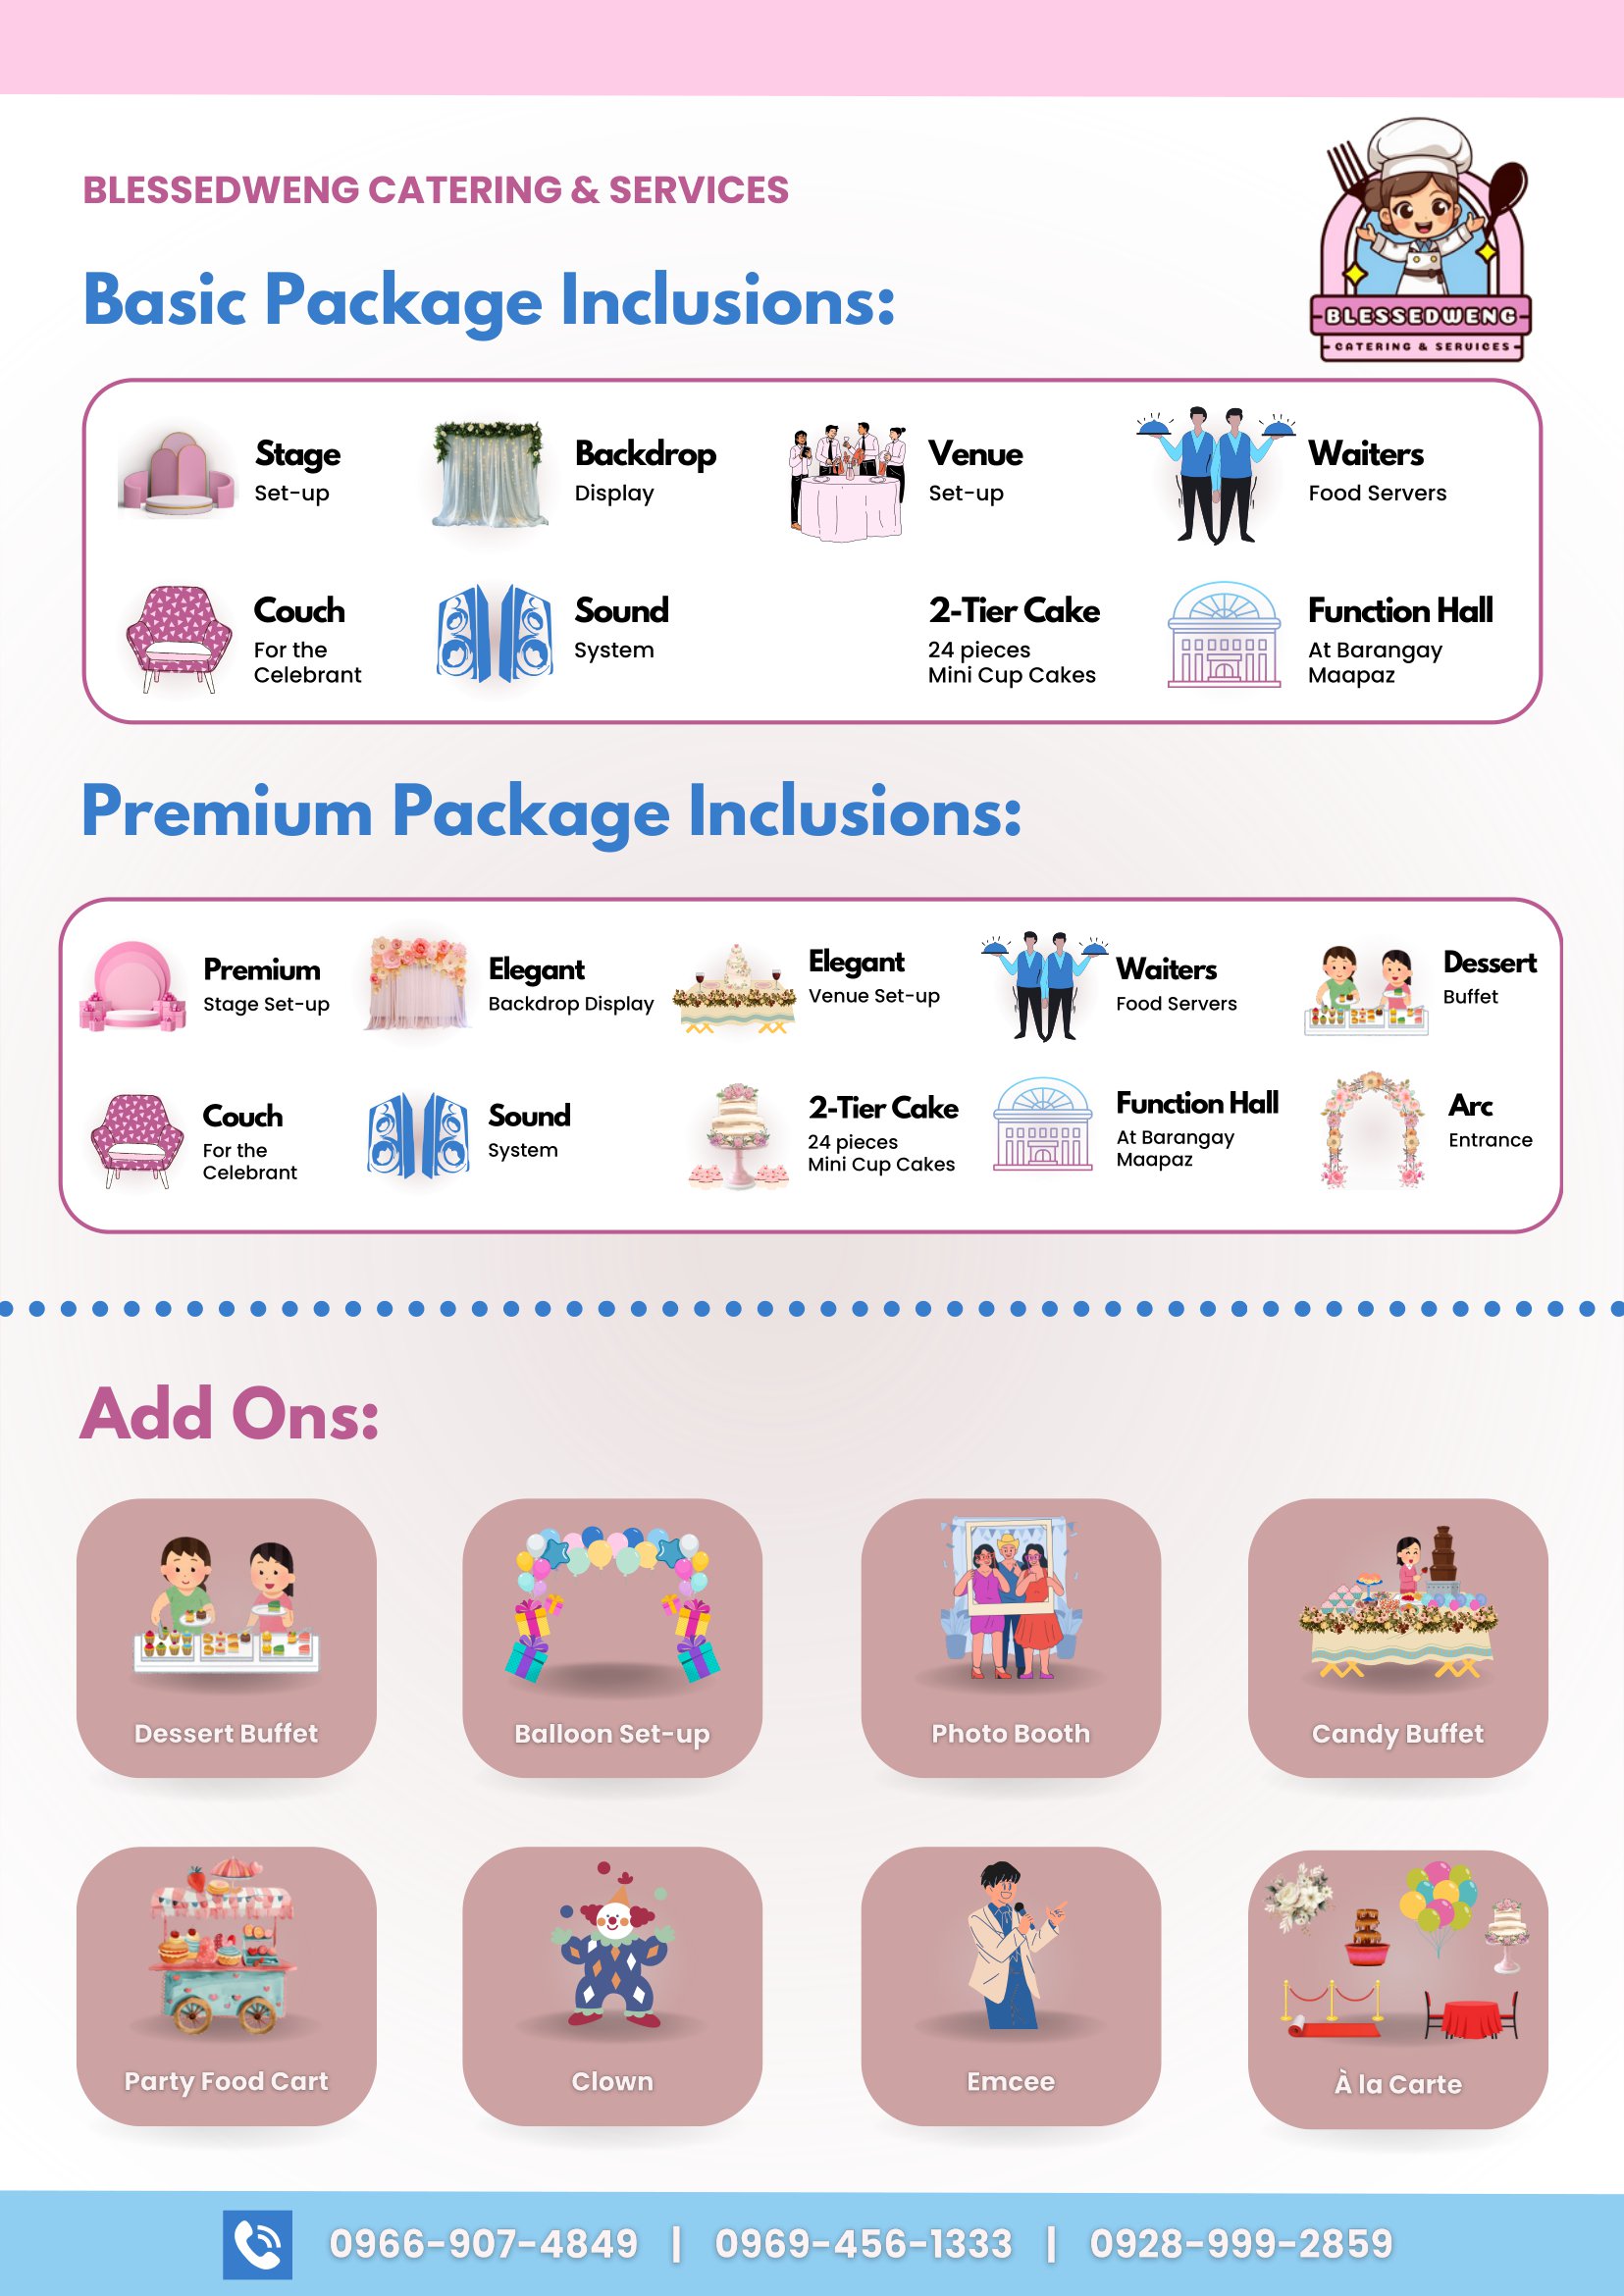 BLESSEDWENG CATERING & SERVICES
BLESSEDWENG
CATERING & SERVICES
Basic Package Inclusions:
Stage
Set-up
Backdrop
Display
Venue
Set-up
Waiters
Food Servers
Couch
For the
Celebrant
Sound
System
2-Tier Cake
24 pieces
Mini Cup Cakes
Function Hall
At Barangay
Maapaz
Premium Package Inclusions:
Premium
Stage Set-up
Elegant
Backdrop Display
Elegant
Venue Set-up
Waiters
Food Servers
Dessert
Buffet
Couch
For the
Celebrant
Sound
System
2-Tier Cake
24 pieces
Mini Cup Cakes
Function Hall
At Barangay
Maapaz
Arc
Entrance
Add Ons:
Dessert Buffet
Balloon Set-up
Photo Booth
Candy Buffet
Party Food Cart
Clown
Emcee
À la Carte
0966-907-4849 | 0969-456-1333 | 0928-999-2859